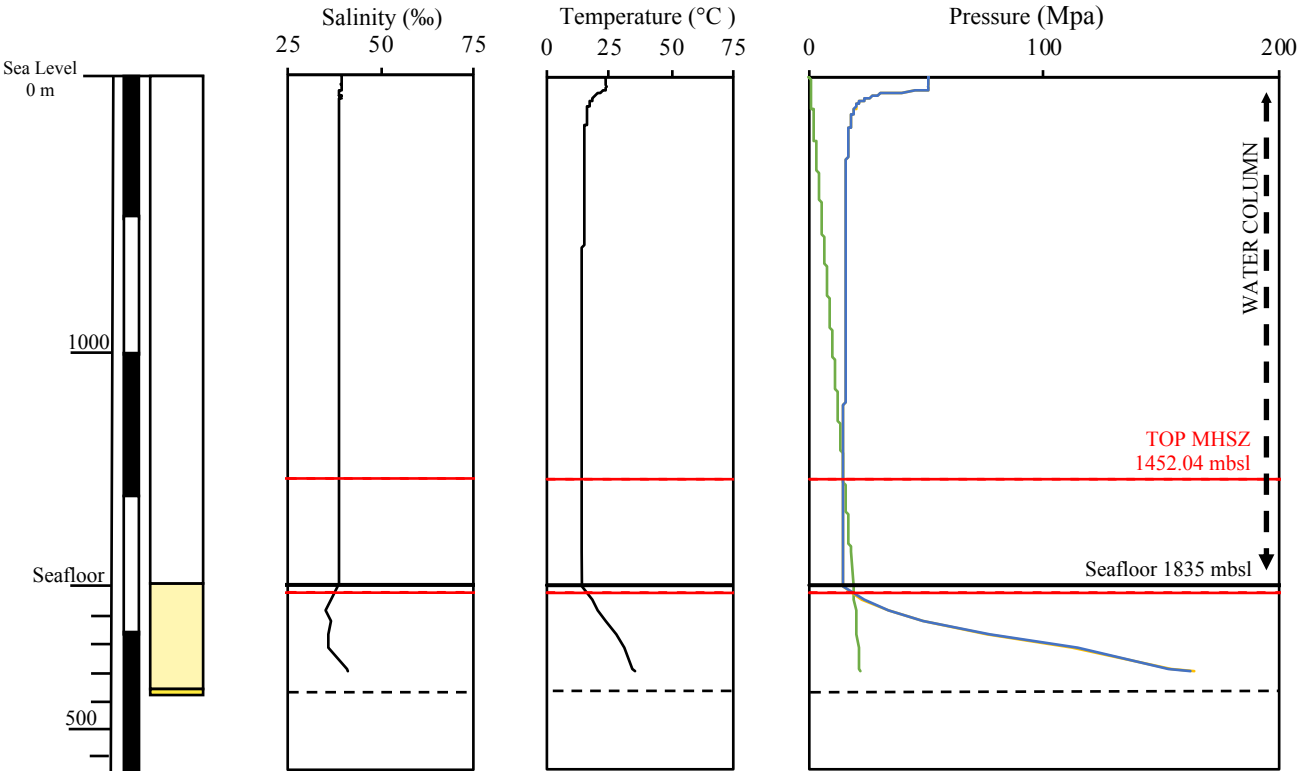 Salinity (‰)
25 50 75
Temperature (°C )
0 25 50 75
Pressure (Mpa)
0 100 200
Sea Level
0 m
1000
Seafloor
500
WATER COLUMN
TOP MHSZ
1452.04 mbsl
Seafloor 1835 mbsl